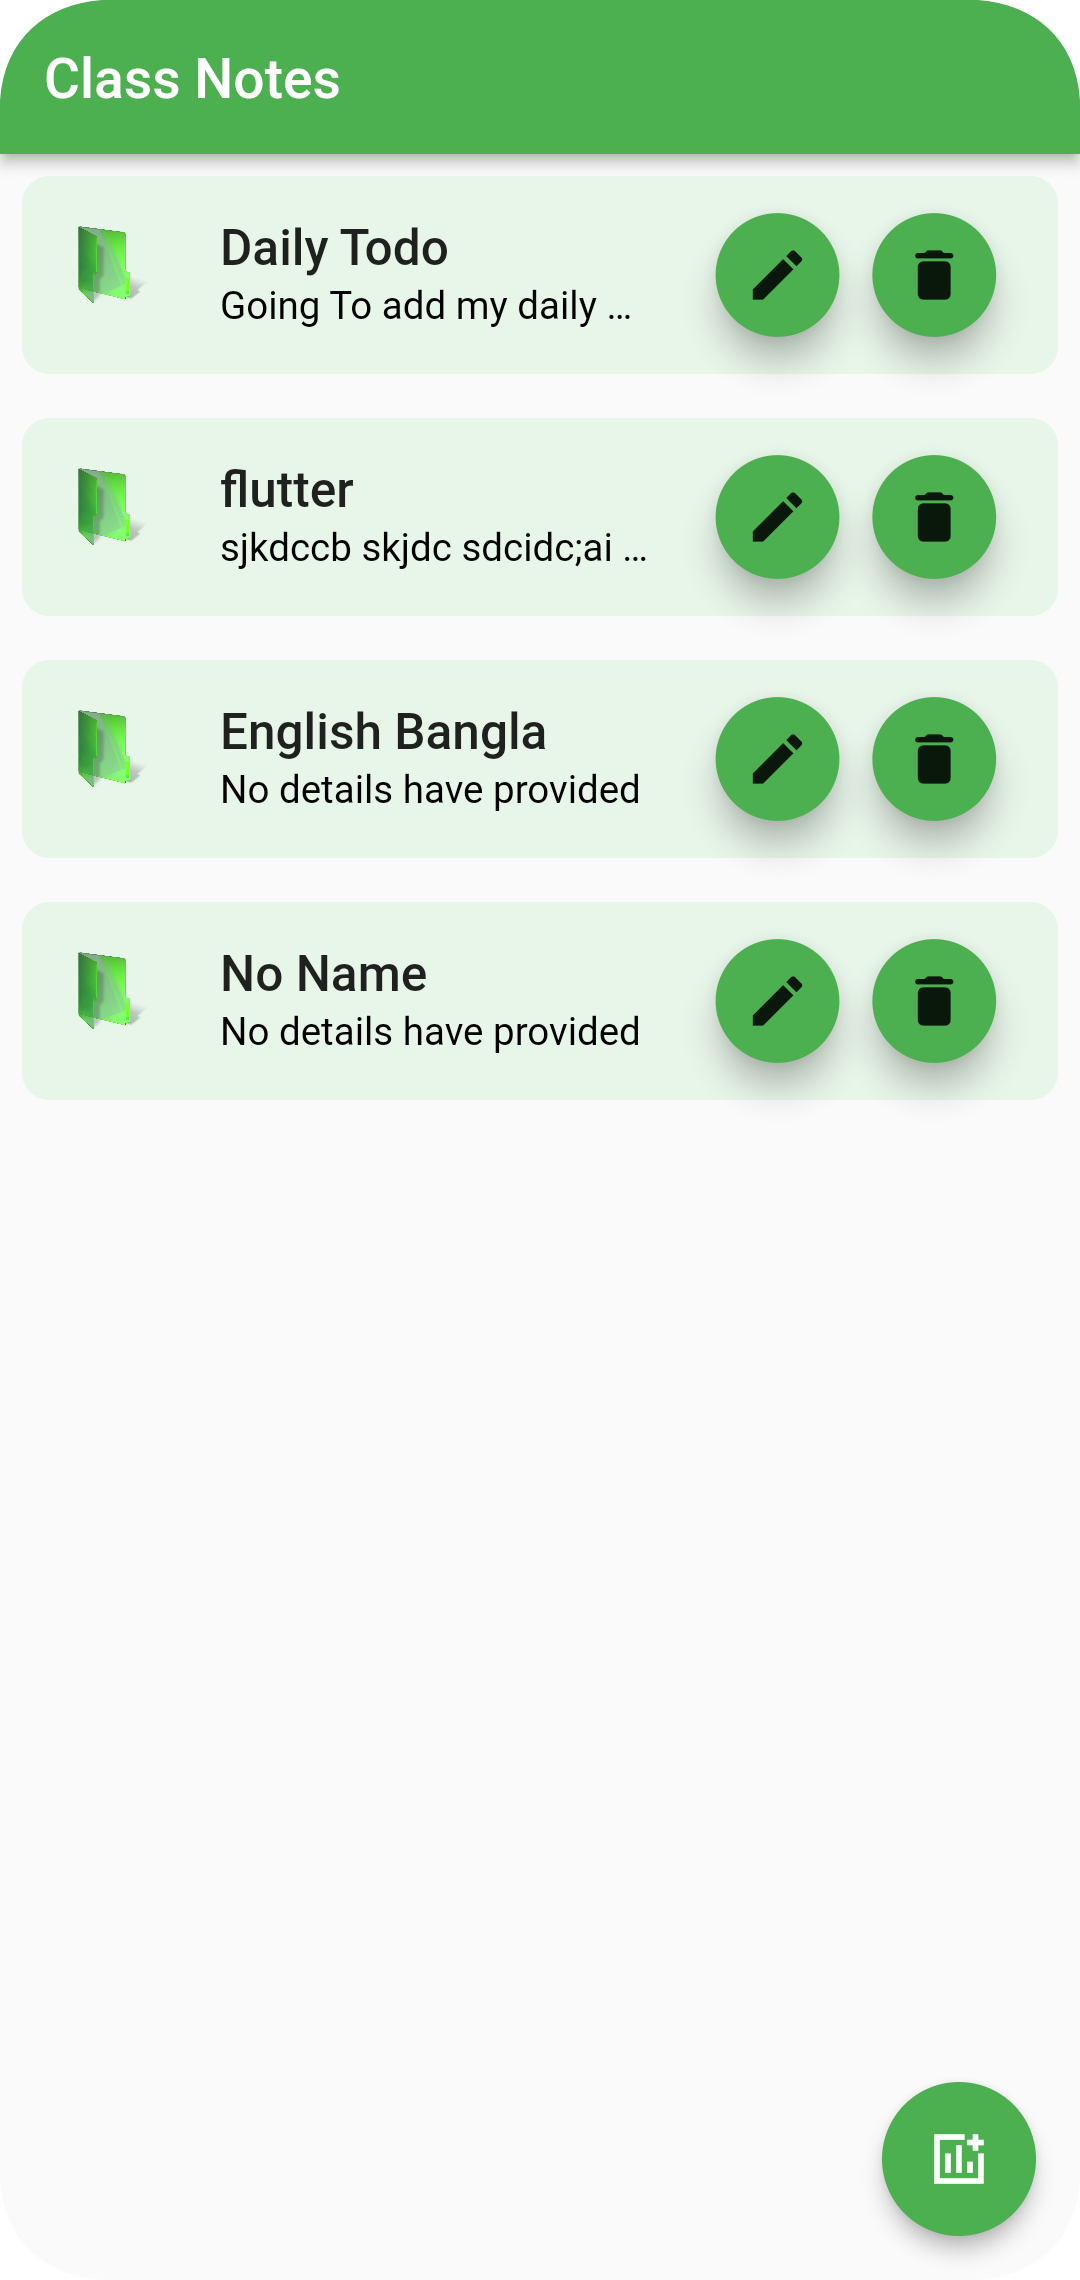 Class Notes
Daily Todo
Going To add my daily ...
flutter
sjkdccb skjdc sdcidc;ai ...
English Bangla
No details have provided
No Name
No details have provided